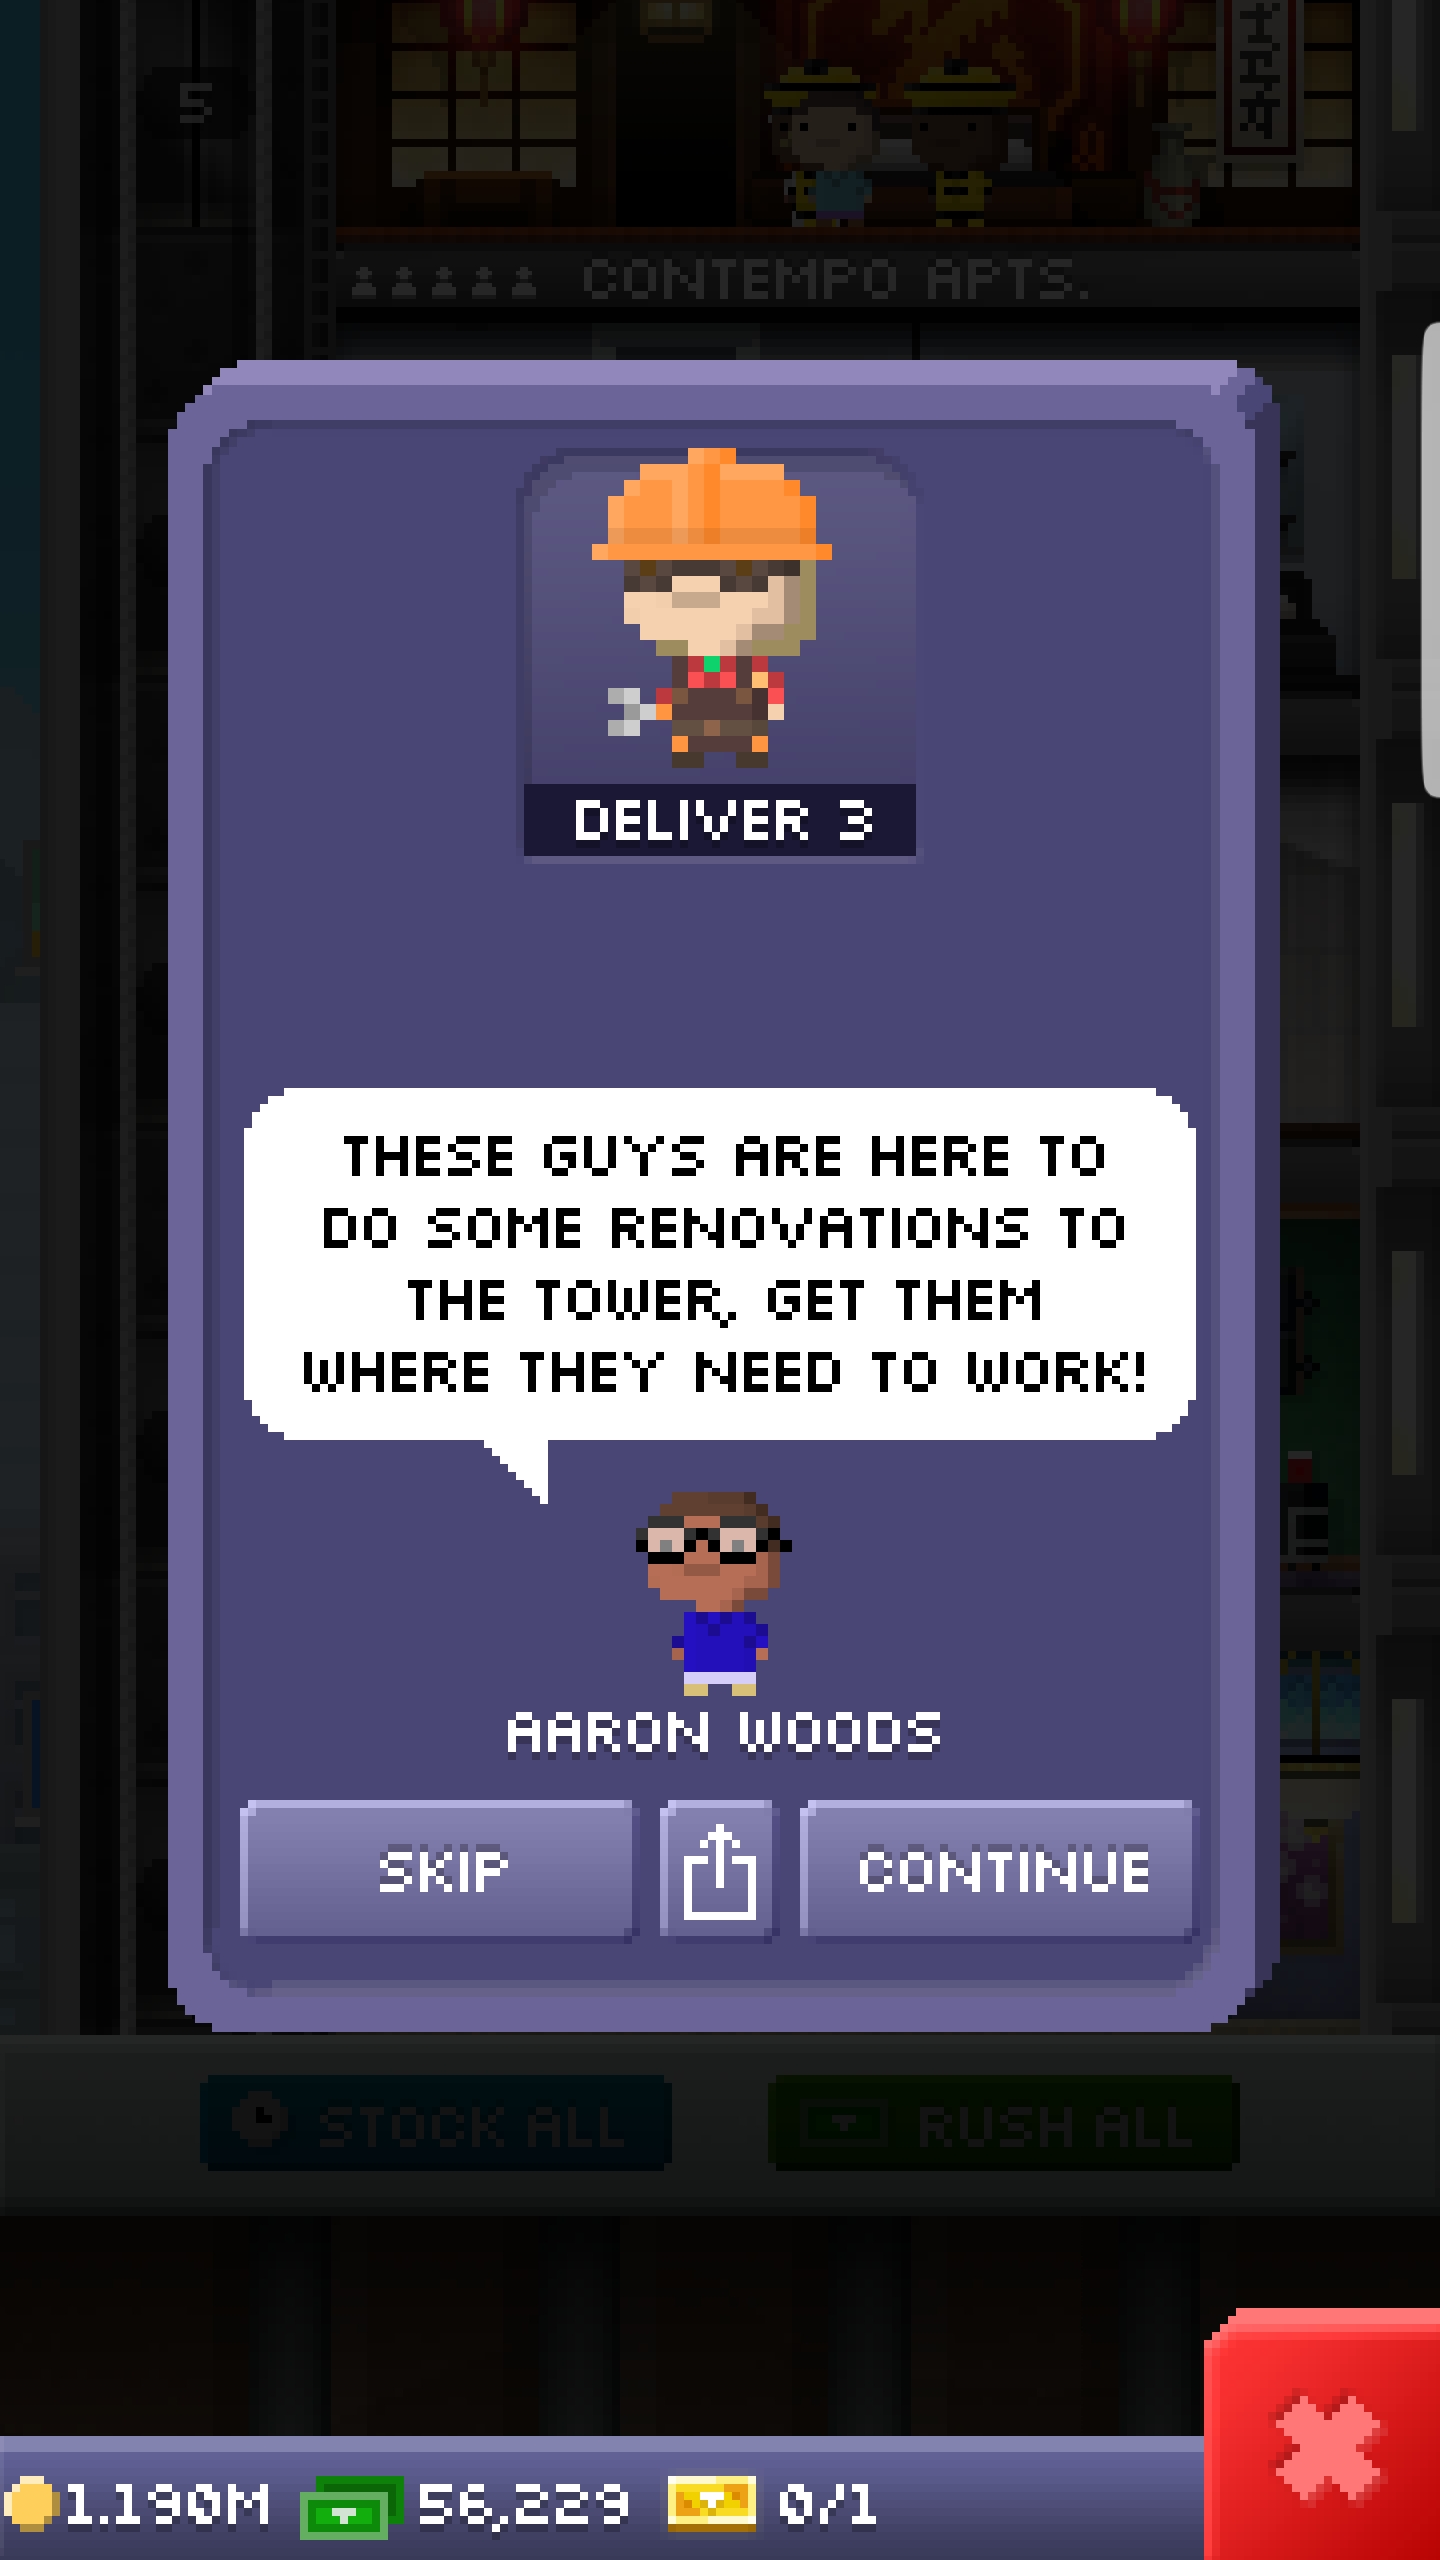 5
CONTEMPO APTS.
DELIVER 3
THESE GUYS ARE HERE TO
DO SOME RENOVATIONS TO
THE TOWER, GET THEM
WHERE THEY NEED TO WORK!
AARON WOODS
SKIP
CONTINUE
STOCK ALL
RUSH ALL
1.190M
56,229
0/1